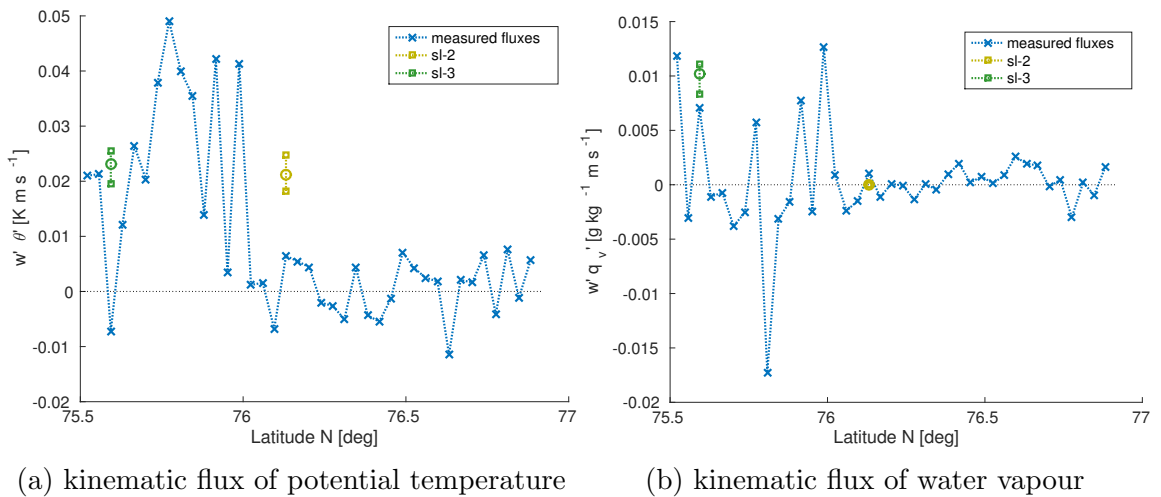 0.05
0.04
0.03
0.02
0.01
0
-0.01
-0.02
w' θ' [K m s -1]
75.5 76 76.5 77
Latitude N [deg]
measured fluxes
sl-2
sl-3
(a) kinematic flux of potential temperature
0.015
0.01
0.005
0
-0.005
-0.01
-0.015
-0.02
w' q v' [g kg-1 m s-1]
75.5 76 76.5 77
Latitude N [deg]
measured fluxes
sl-2
sl-3
(b) kinematic flux of water vapour